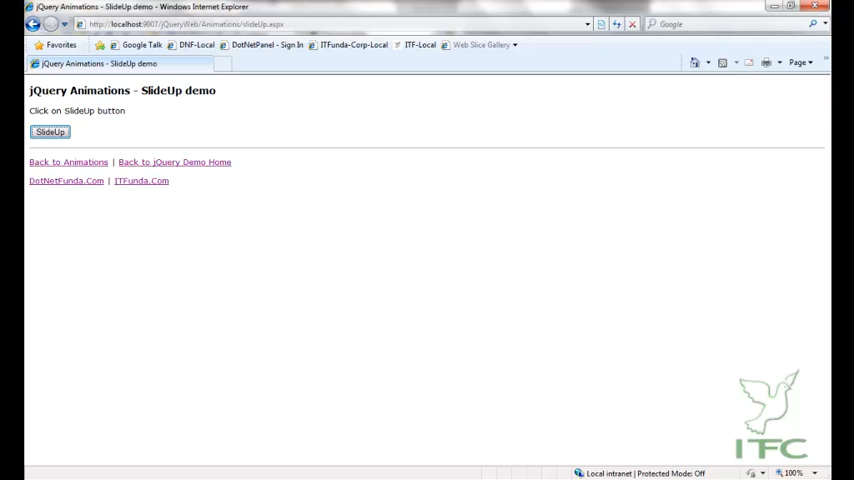 jQuery Animations - SlideUp demo - Windows Internet Explorer
http://localhost:9007/jQueryWeb/Animations/slideUp.aspx
Google
Favorites Google Talk DNF-Local DotNetPanel - Sign In ITFunda-Corp-Local ITF-Local Web Slice Gallery
jQuery Animations - SlideUp demo Page
jQuery Animations - SlideUp demo
Click on SlideUp button
SlideUp
Back to Animations | Back to jQuery Demo Home
DotNetFunda.Com | ITFunda.Com
ITFC
Local intranet | Protected Mode: Off 100%